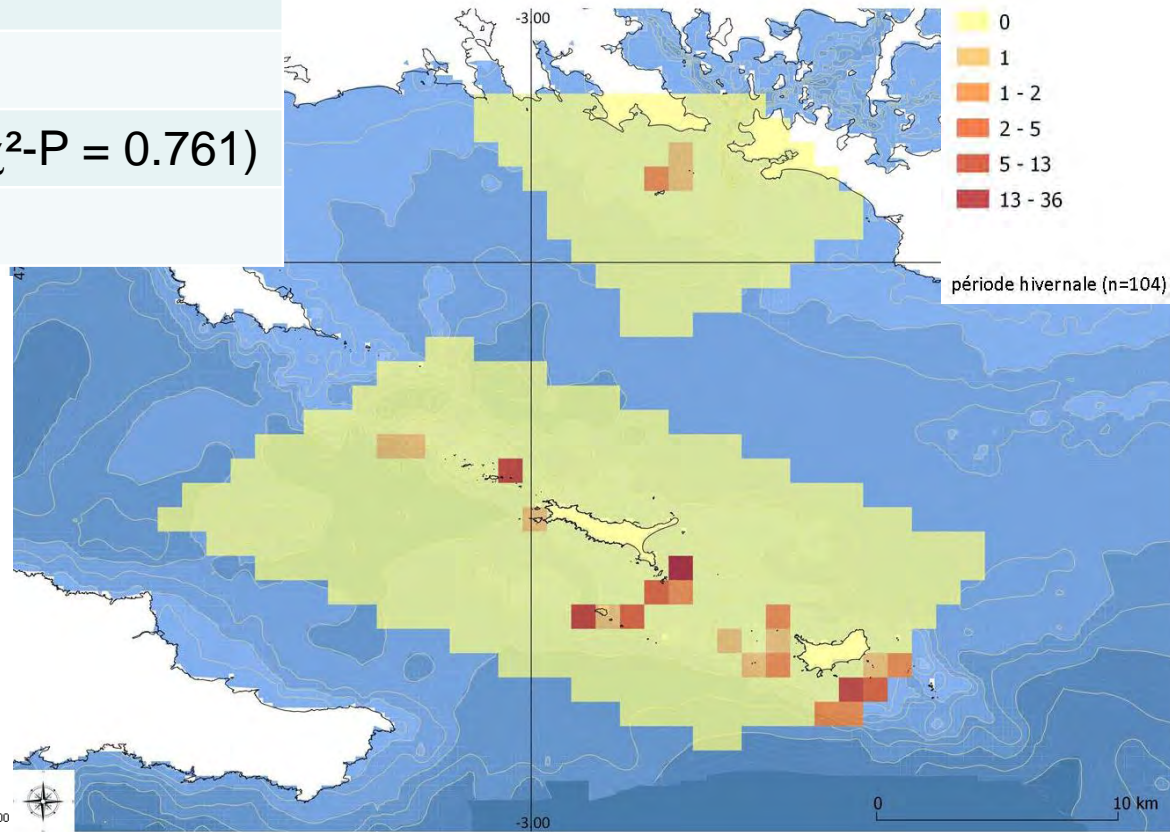 -3.00
0
1
1 - 2
2 - 5
5 - 13
13 - 36
²-P = 0.761)
période hivernale (n=104)
0 10 km
-3.00